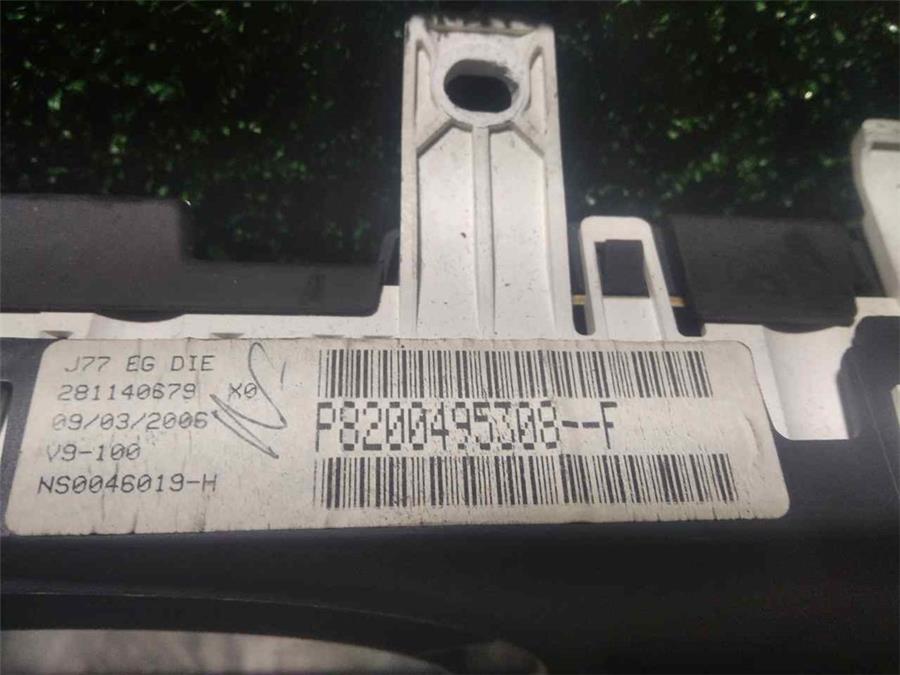 J77 EG DIE
281140679 X0
09/03/2006
V9-100
NS0046019-H
P8200495308--F